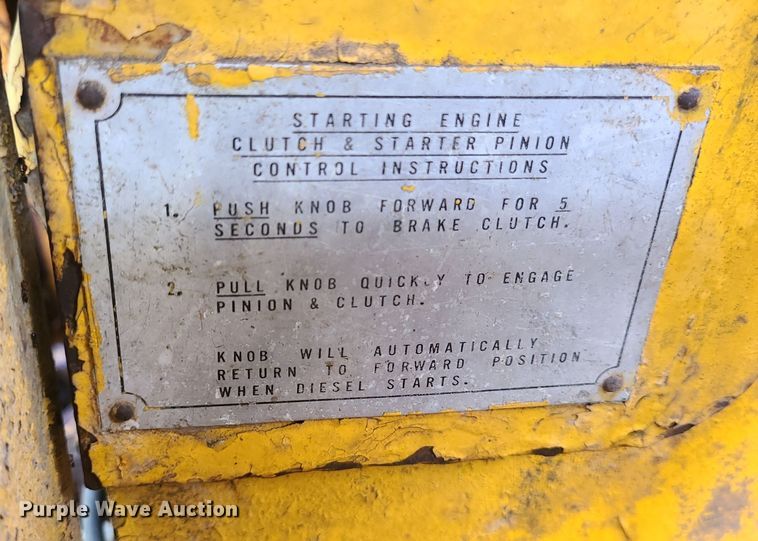 STARTING ENGINE
CLUTCH & STARTER PINION
CONTROL INSTRUCTIONS
1. PUSH KNOB FORWARD FOR 5
SECONDS TO BRAKE CLUTCH.
2. PULL KNOB QUICKLY TO ENGAGE
PINION & CLUTCH.
KNOB WILL AUTOMATICALLY
RETURN TO FORWARD POSITION
WHEN DIESEL STARTS.
Purple Wave Auction